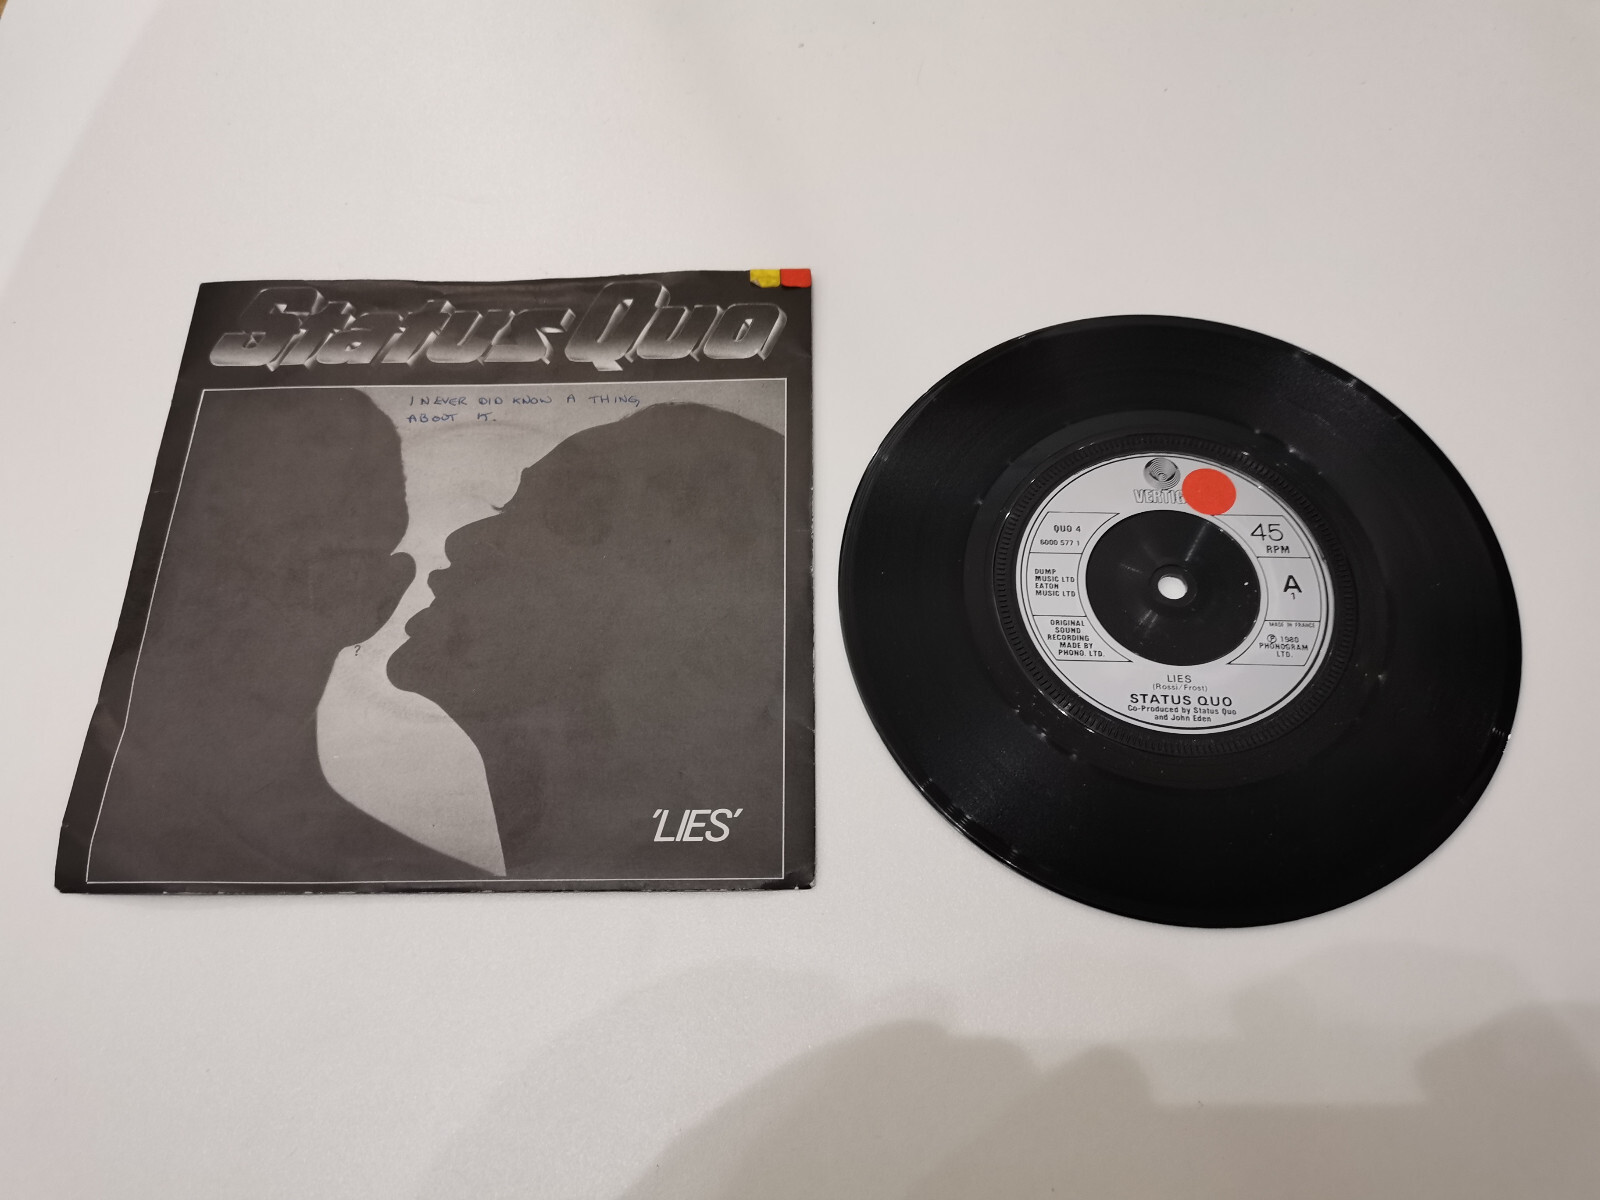 Status Quo
I NEVER DID KNOW A THING
ABOUT IT.
?
'LIES'
QUO 4
6000 577 1
DUMP
MUSIC LTD
EATON
MUSIC LTD
ORIGINAL
SOUND
RECORDING
MADE BY
PHONO. LTD.
45
RPM
A
1
MADE IN FRANCE
℗ 1980
PHONOGRAM
LTD.
LIES
(Rossi/Frost)
STATUS QUO
Co-Produced by Status Quo
and John Eden